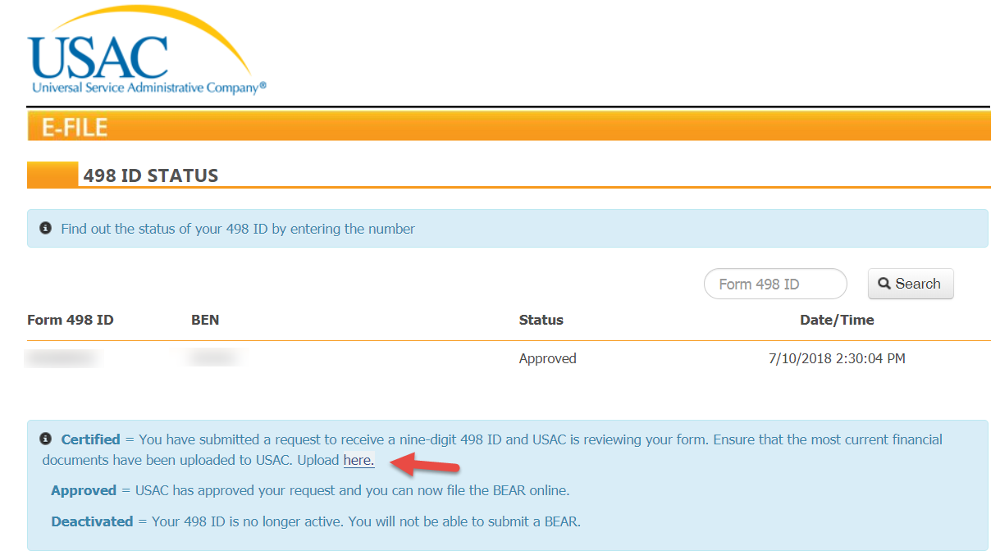 USAC
Universal Service Administrative Company®
E-FILE
498 ID STATUS
Find out the status of your 498 ID by entering the number
Form 498 ID Search
Form 498 ID BEN Status Date/Time
Approved 7/10/2018 2:30:04 PM
Certified = You have submitted a request to receive a nine-digit 498 ID and USAC is reviewing your form. Ensure that the most current financial
documents have been uploaded to USAC. Upload here.
Approved = USAC has approved your request and you can now file the BEAR online.
Deactivated = Your 498 ID is no longer active. You will not be able to submit a BEAR.